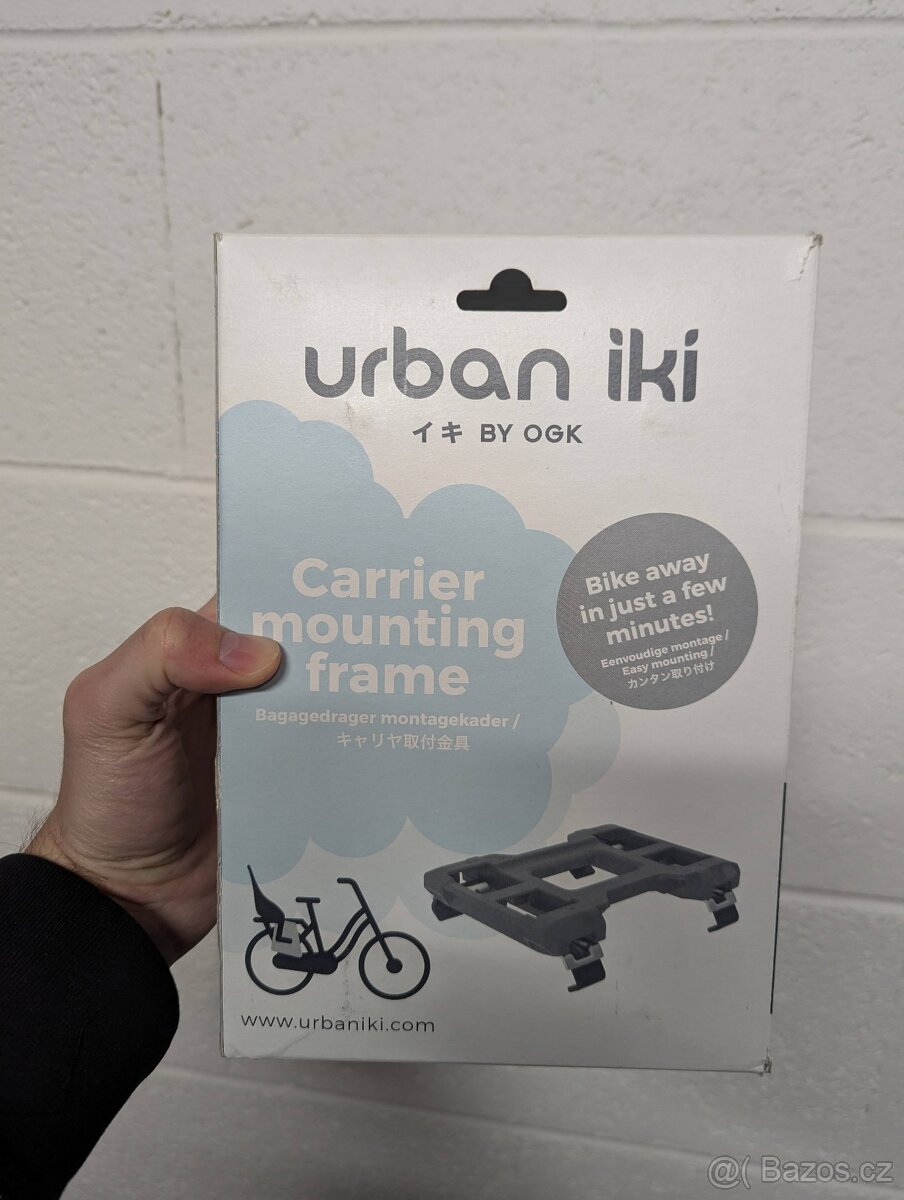 urban iki
イキ BY OGK
Carrier
mounting
frame
Bagagedrager montagekader /
キャリヤ取付金具
Bike away
in just a few
minutes!
Eenvoudige montage /
Easy mounting /
カンタン取り付け
www.urbaniki.com
@( Bazos.cz